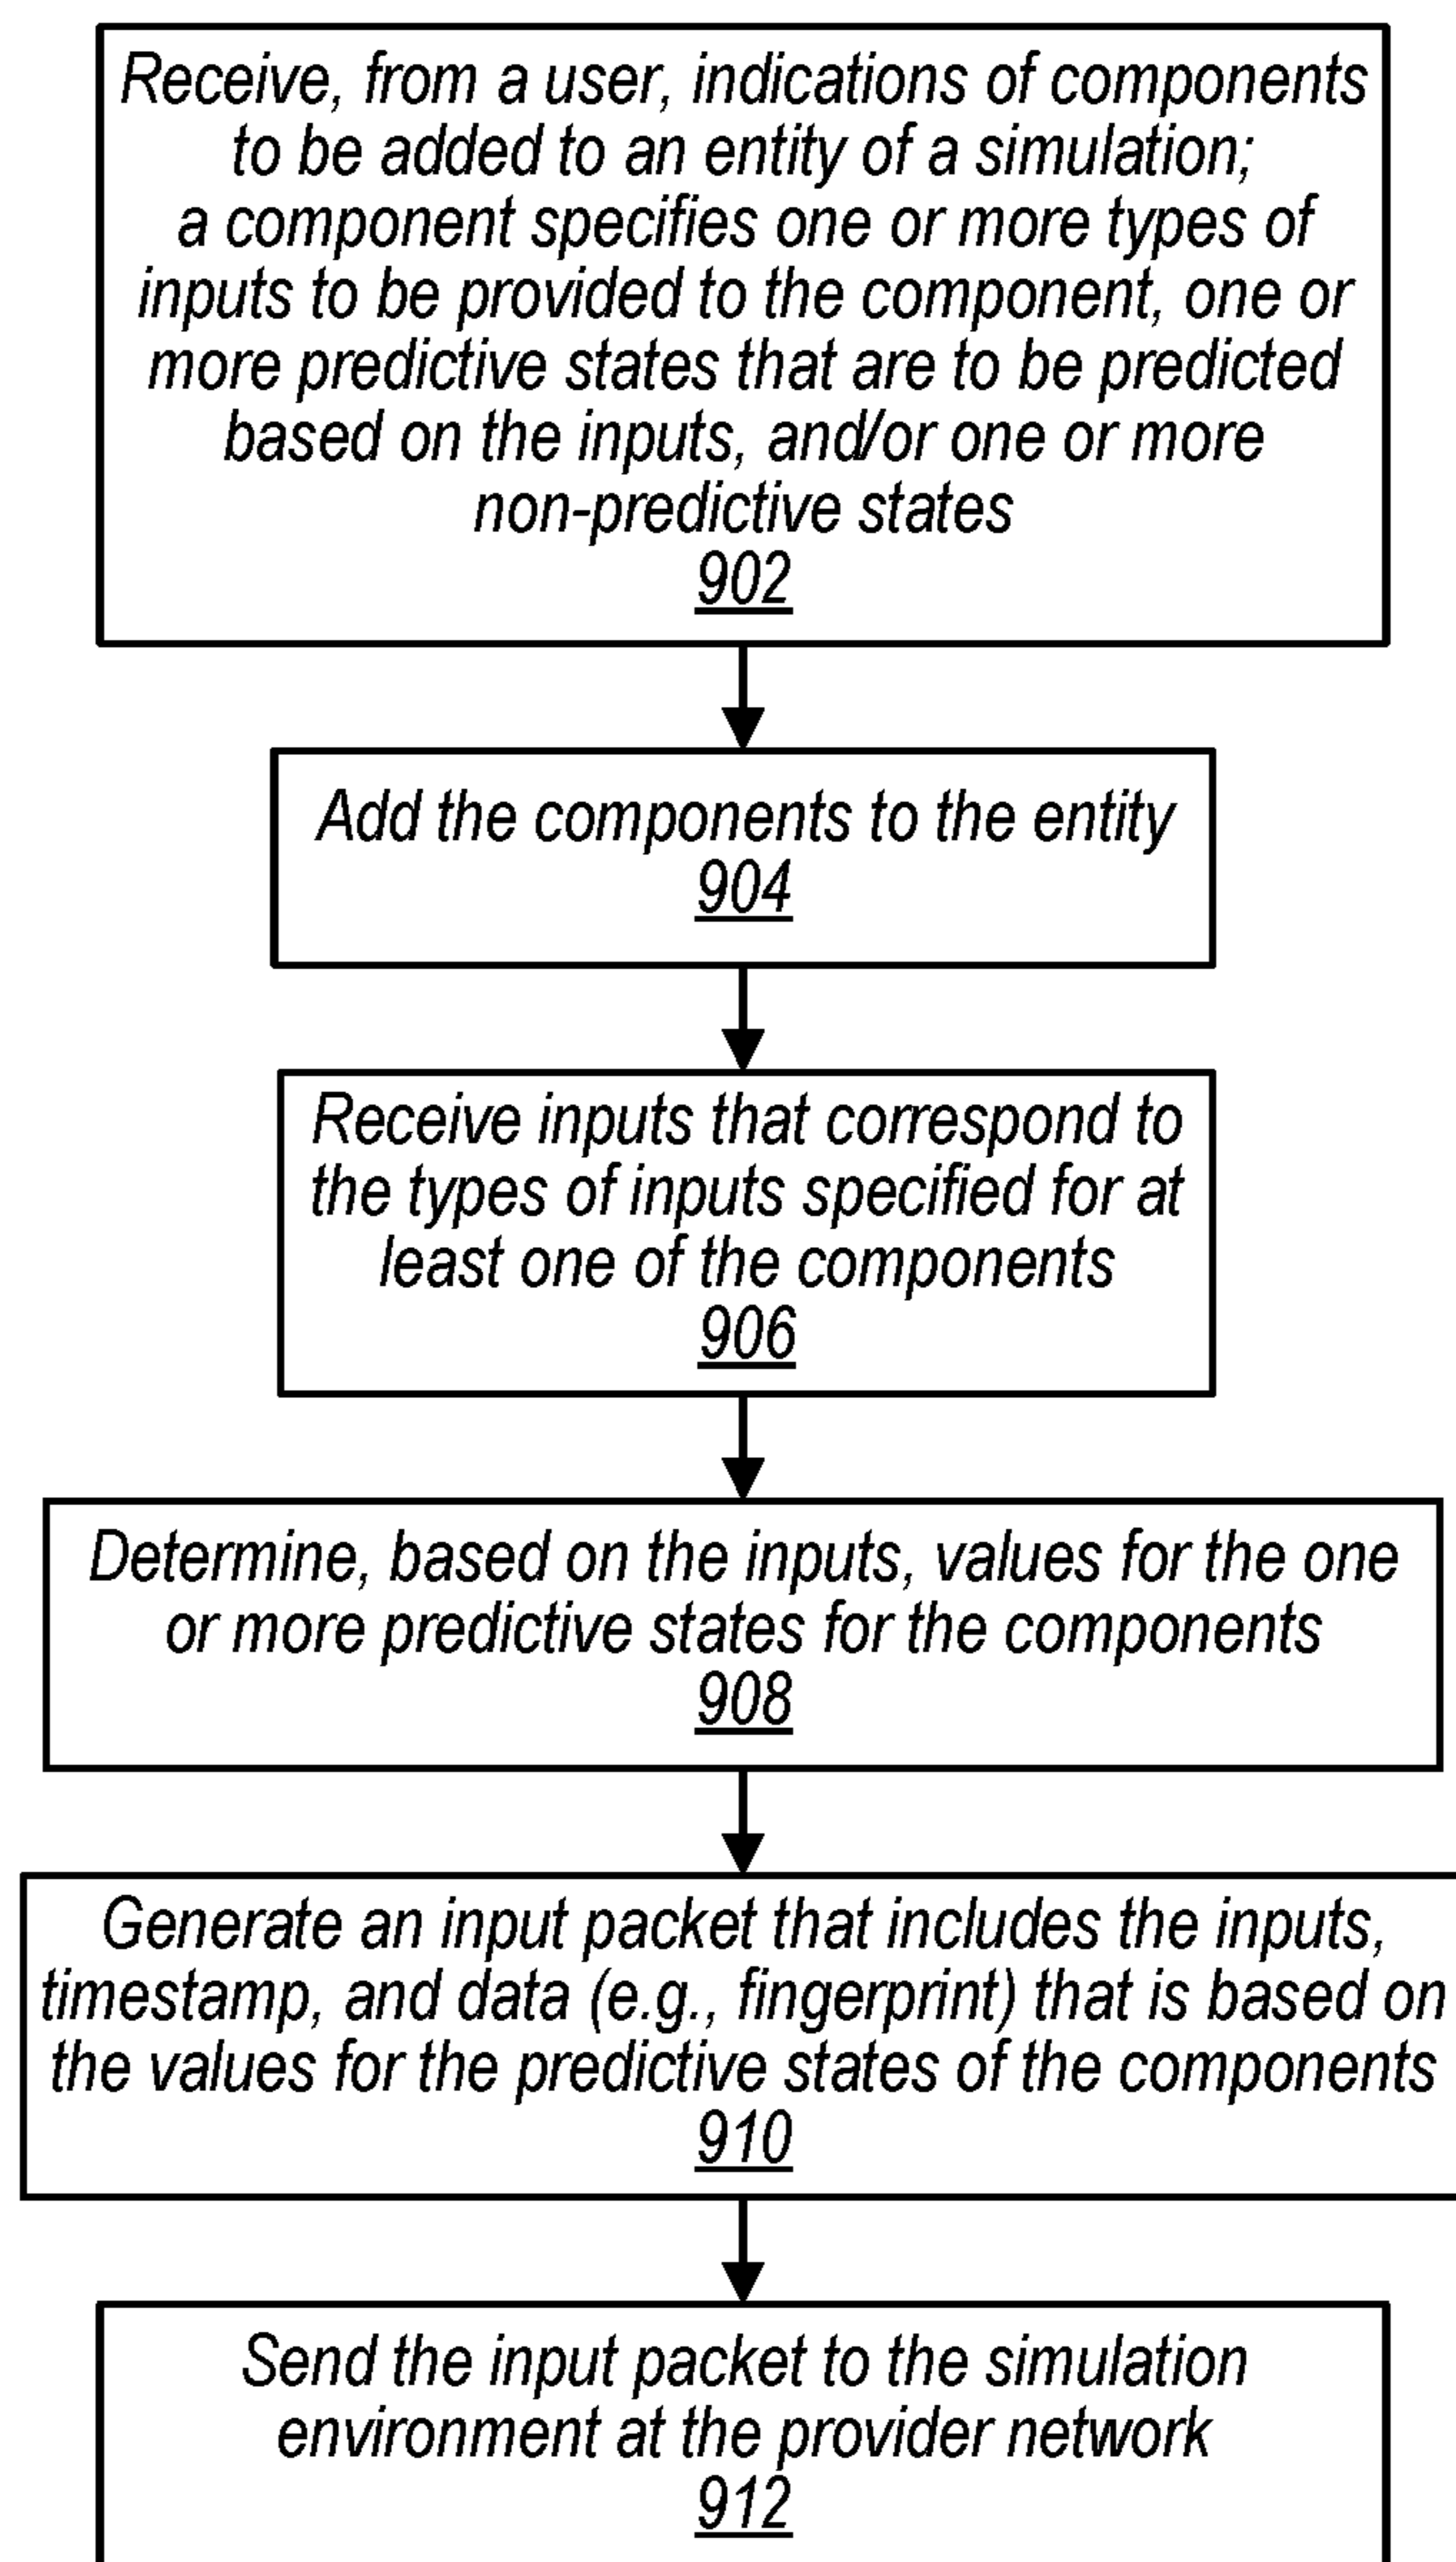 Receive, from a user, indications of components
to be added to an entity of a simulation;
a component specifies one or more types of
inputs to be provided to the component, one or
more predictive states that are to be predicted
based on the inputs, and/or one or more
non-predictive states
902
Add the components to the entity
904
Receive inputs that correspond to
the types of inputs specified for at
least one of the components
906
Determine, based on the inputs, values for the one
or more predictive states for the components
908
Generate an input packet that includes the inputs,
timestamp, and data (e.g., fingerprint) that is based on
the values for the predictive states of the components
910
Send the input packet to the simulation
environment at the provider network
912